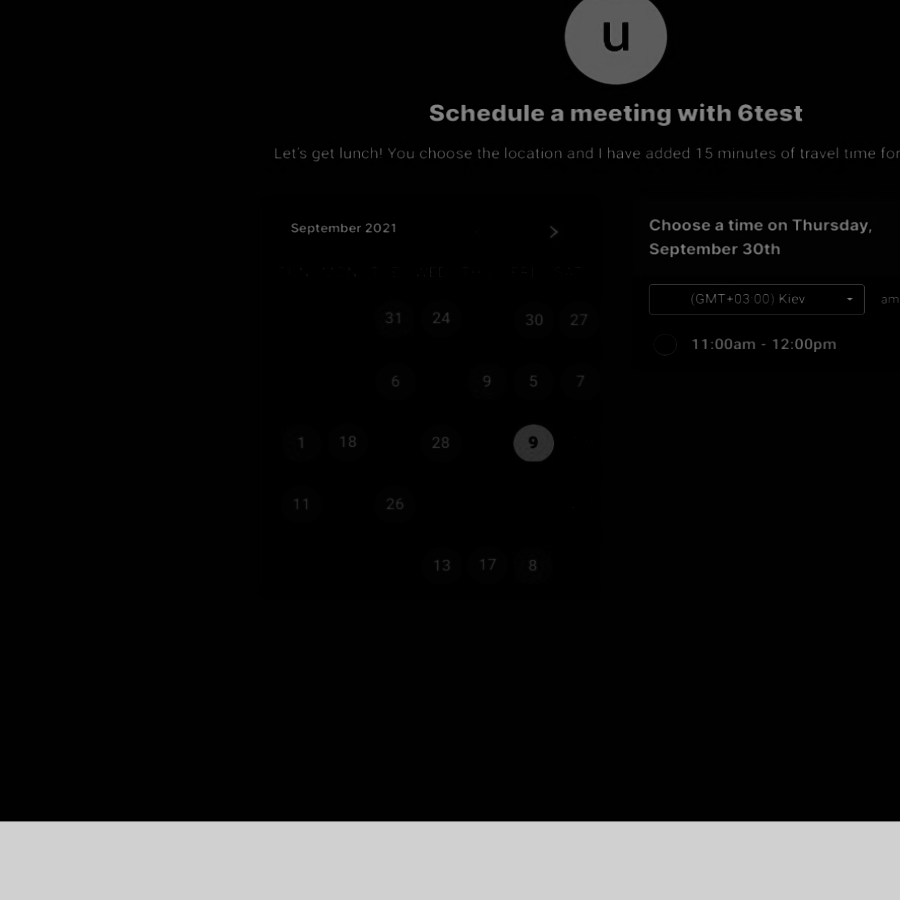 u
Schedule a meeting with 6test
Let's get lunch! You choose the location and I have added 15 minutes of travel time for
September 2021
31 24 30 27
6 9 5 7
1 18 28 9
11 26
13 17 8
Choose a time on Thursday,
September 30th
(GMT+03:00) Kiev am
11:00am - 12:00pm